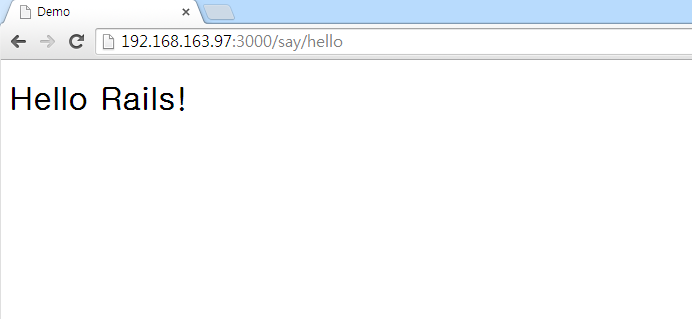 Demo
192.168.163.97:3000/say/hello
Hello Rails!